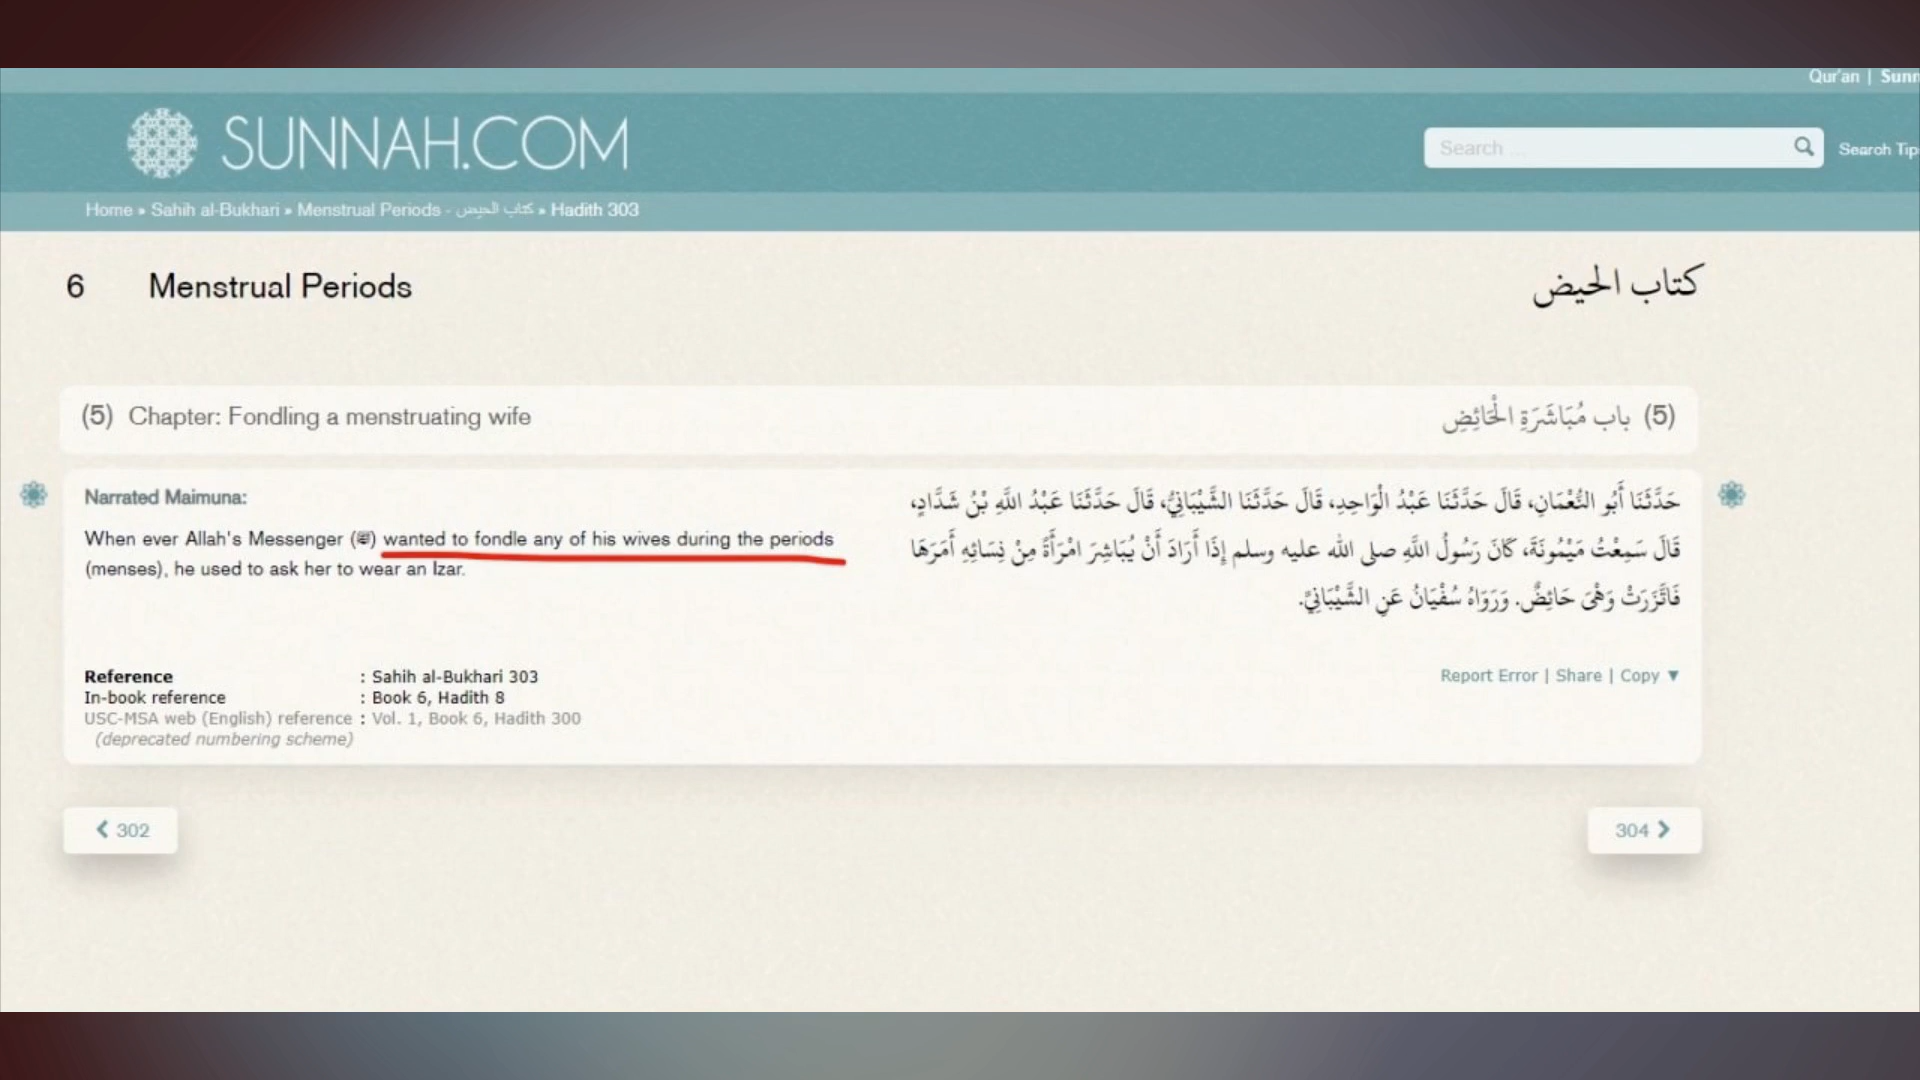 Qur'an | Sunn
SUNNAH.COM
Search ...
Search Tip
Home » Sahih al-Bukhari » Menstrual Periods - كتاب الحيض » Hadith 303
6 Menstrual Periods
كتاب الحيض
(5) Chapter: Fondling a menstruating wife
(5) باب مُبَاشَرَةِ الْحَائِضِ
Narrated Maimuna:
When ever Allah's Messenger (ﷺ) wanted to fondle any of his wives during the periods
(menses), he used to ask her to wear an Izar.
حَدَّثَنَا أَبُو النُّعْمَانِ، قَالَ حَدَّثَنَا عَبْدُ الْوَاحِدِ، قَالَ حَدَّثَنَا الشَّيْبَانِيُّ، قَالَ حَدَّثَنَا عَبْدُ اللَّهِ بْنُ شَدَّادٍ،
قَالَ سَمِعْتُ مَيْمُونَةَ، كَانَ رَسُولُ اللَّهِ صلى الله عليه وسلم إِذَا أَرَادَ أَنْ يُبَاشِرَ امْرَأَةً مِنْ نِسَائِهِ أَمَرَهَا
فَاتَّزَرَتْ وَهْىَ حَائِضٌ. وَرَوَاهُ سُفْيَانُ عَنِ الشَّيْبَانِيِّ.
Reference : Sahih al-Bukhari 303
In-book reference : Book 6, Hadith 8
USC-MSA web (English) reference : Vol. 1, Book 6, Hadith 300
(deprecated numbering scheme)
Report Error | Share | Copy ▼
302
304